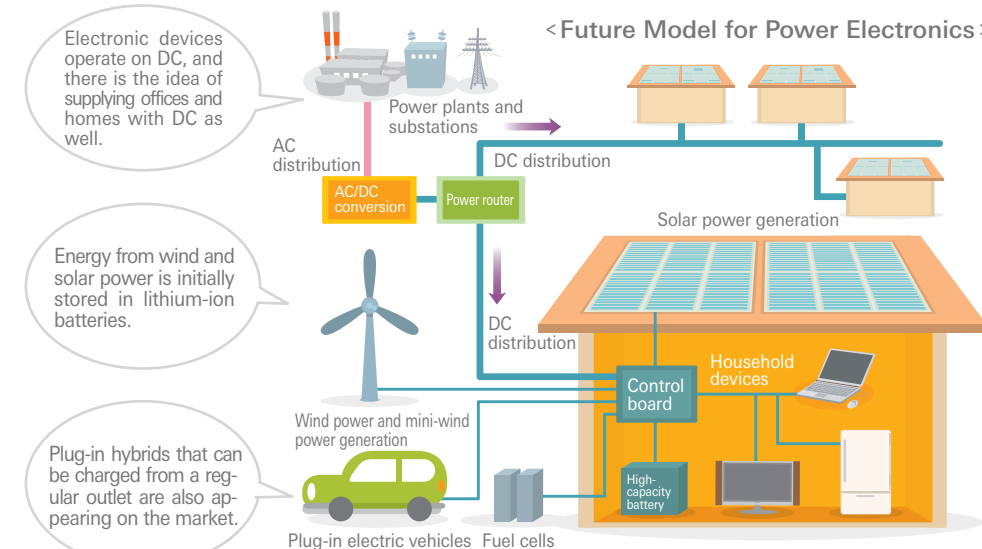 <Future Model for Power Electronics>
Electronic devices
operate on DC, and
there is the idea of
supplying offices and
homes with DC as
well.
Power plants and
substations
AC
distribution
DC distribution
AC/DC
conversion
Power router
Solar power generation
Energy from wind and
solar power is initially
stored in lithium-ion
batteries.
DC
distribution
Household
devices
Control
board
Wind power and mini-wind
power generation
Plug-in hybrids that can
be charged from a reg-
ular outlet are also ap-
pearing on the market.
High-
capacity
battery
Plug-in electric vehicles
Fuel cells